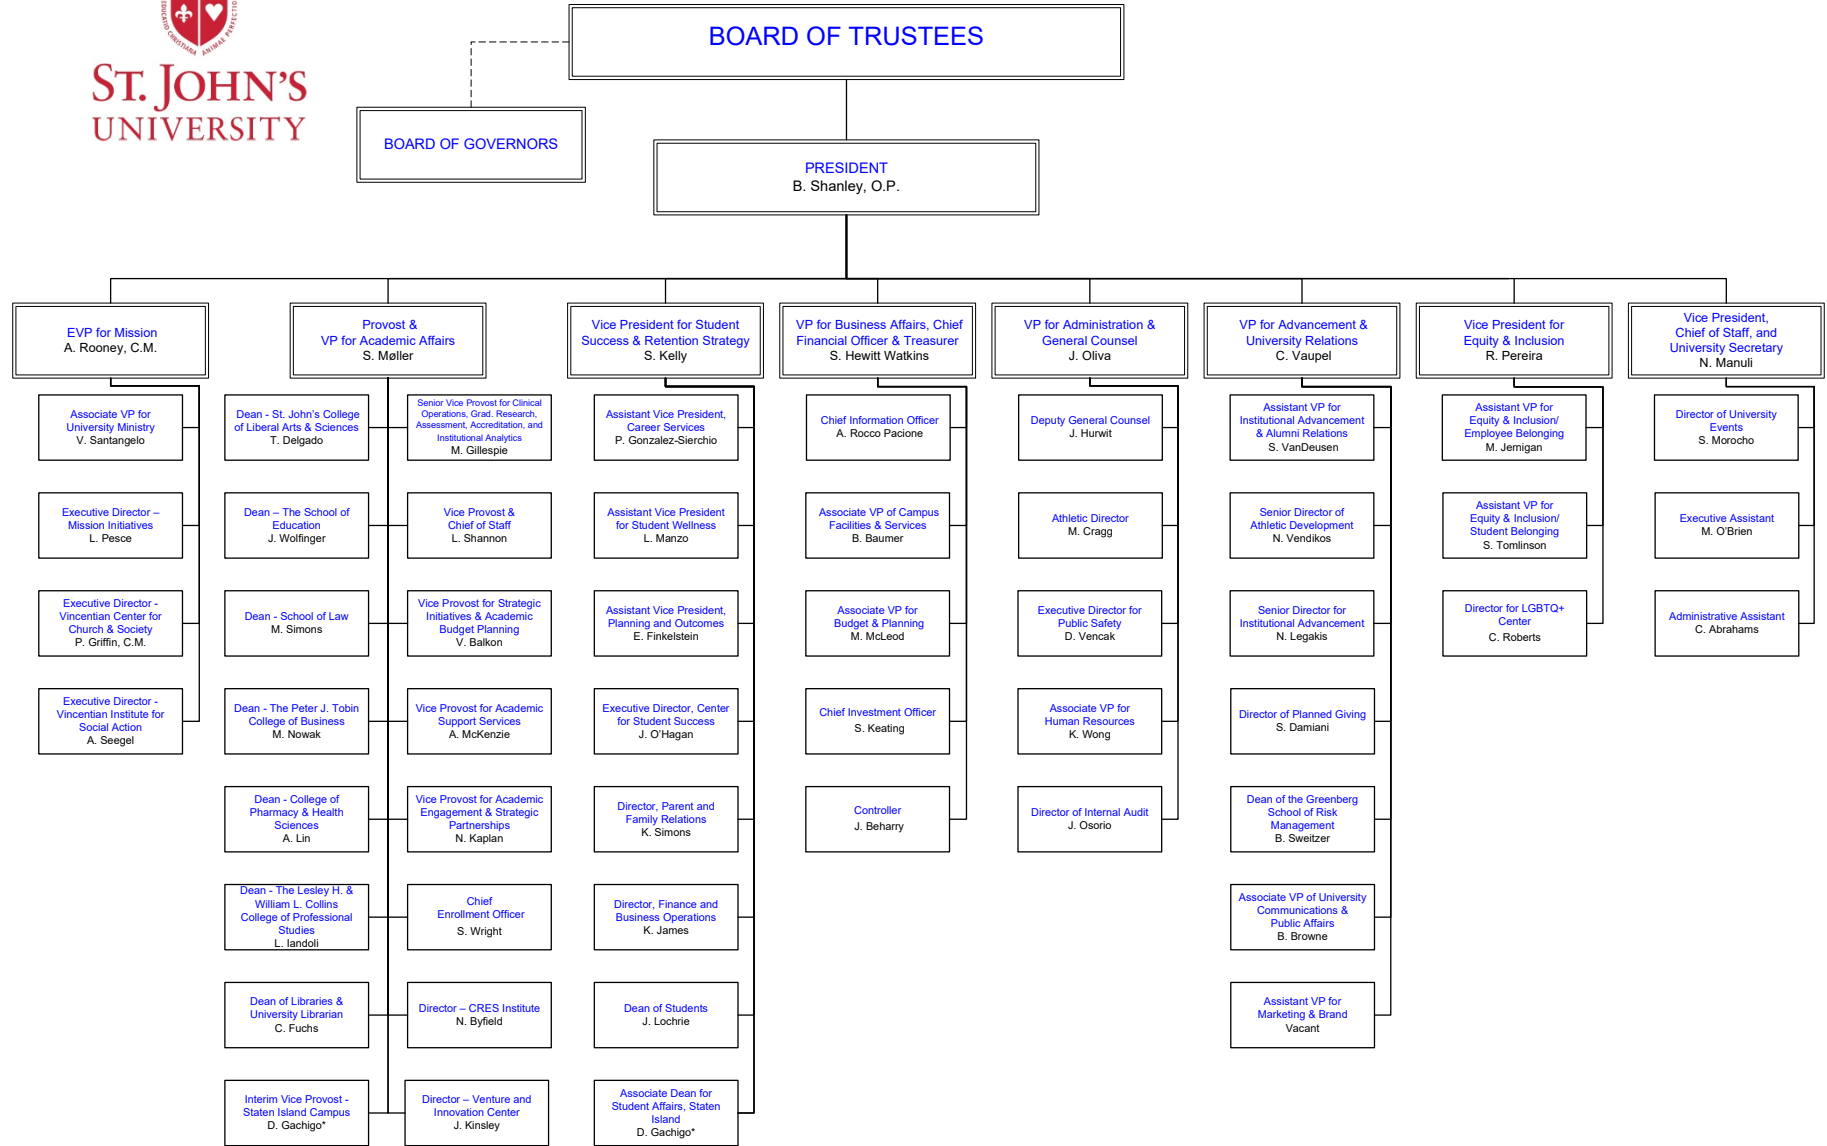 EDUCATIO CHRISTIANA ANIMAE PERFECTIO
ST. JOHN'S
UNIVERSITY
BOARD OF TRUSTEES
BOARD OF GOVERNORS
PRESIDENT
B. Shanley, O.P.
EVP for Mission
A. Rooney, C.M.
Associate VP for
University Ministry
V. Santangelo
Executive Director –
Mission Initiatives
L. Pesce
Executive Director -
Vincentian Center for
Church & Society
P. Griffin, C.M.
Executive Director -
Vincentian Institute for
Social Action
A. Seegel
Provost &
VP for Academic Affairs
S. Møller
Dean - St. John's College
of Liberal Arts & Sciences
T. Delgado
Dean – The School of
Education
J. Wolfinger
Dean - School of Law
M. Simons
Dean - The Peter J. Tobin
College of Business
M. Nowak
Dean - College of
Pharmacy & Health
Sciences
A. Lin
Dean - The Lesley H. &
William L. Collins
College of Professional
Studies
L. Iandoli
Dean of Libraries &
University Librarian
C. Fuchs
Interim Vice Provost -
Staten Island Campus
D. Gachigo*
Senior Vice Provost for Clinical
Operations, Grad. Research,
Assessment, Accreditation, and
Institutional Analytics
M. Gillespie
Vice Provost &
Chief of Staff
L. Shannon
Vice Provost for Strategic
Initiatives & Academic
Budget Planning
V. Balkon
Vice Provost for Academic
Support Services
A. McKenzie
Vice Provost for Academic
Engagement & Strategic
Partnerships
N. Kaplan
Chief
Enrollment Officer
S. Wright
Director – CRES Institute
N. Byfield
Director – Venture and
Innovation Center
J. Kinsley
Vice President for Student
Success & Retention Strategy
S. Kelly
Assistant Vice President,
Career Services
P. Gonzalez-Sierchio
Assistant Vice President
for Student Wellness
L. Manzo
Assistant Vice President,
Planning and Outcomes
E. Finkelstein
Executive Director, Center
for Student Success
J. O'Hagan
Director, Parent and
Family Relations
K. Simons
Director, Finance and
Business Operations
K. James
Dean of Students
J. Lochrie
Associate Dean for
Student Affairs, Staten
Island
D. Gachigo*
VP for Business Affairs, Chief
Financial Officer & Treasurer
S. Hewitt Watkins
Chief Information Officer
A. Rocco Pacione
Associate VP of Campus
Facilities & Services
B. Baumer
Associate VP for
Budget & Planning
M. McLeod
Chief Investment Officer
S. Keating
Controller
J. Beharry
VP for Administration &
General Counsel
J. Oliva
Deputy General Counsel
J. Hurwit
Athletic Director
M. Cragg
Executive Director for
Public Safety
D. Vencak
Associate VP for
Human Resources
K. Wong
Director of Internal Audit
J. Osorio
VP for Advancement &
University Relations
C. Vaupel
Assistant VP for
Institutional Advancement
& Alumni Relations
S. VanDeusen
Senior Director of
Athletic Development
N. Vendikos
Senior Director for
Institutional Advancement
N. Legakis
Director of Planned Giving
S. Damiani
Dean of the Greenberg
School of Risk
Management
B. Sweitzer
Associate VP of University
Communications &
Public Affairs
B. Browne
Assistant VP for
Marketing & Brand
Vacant
Vice President for
Equity & Inclusion
R. Pereira
Assistant VP for
Equity & Inclusion/
Employee Belonging
M. Jernigan
Assistant VP for
Equity & Inclusion/
Student Belonging
S. Tomlinson
Director for LGBTQ+
Center
C. Roberts
Vice President,
Chief of Staff, and
University Secretary
N. Manuli
Director of University
Events
S. Morocho
Executive Assistant
M. O'Brien
Administrative Assistant
C. Abrahams